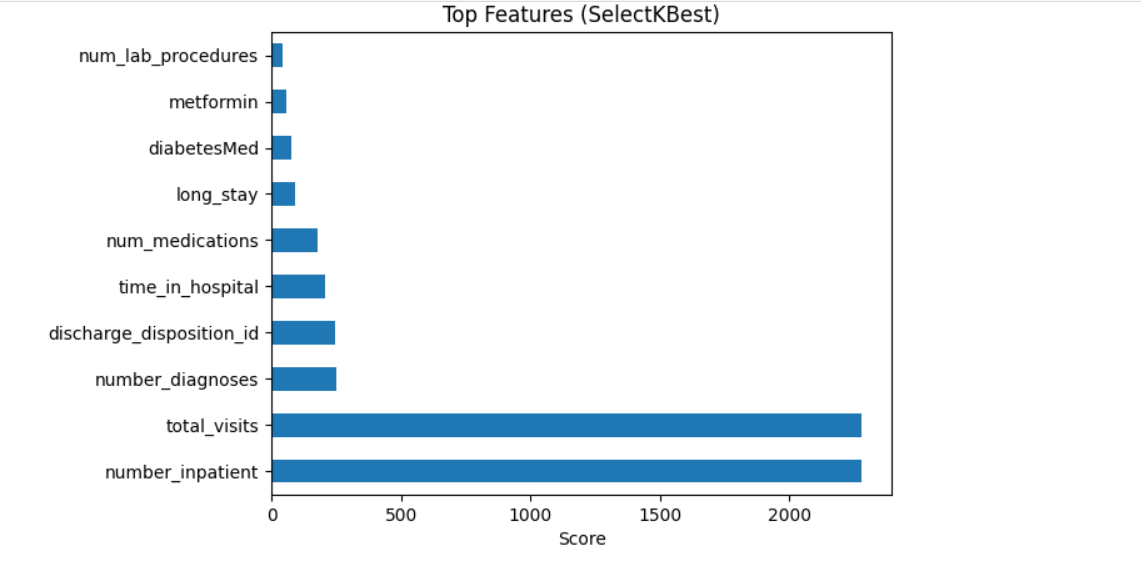 Top Features (SelectKBest)
num_lab_procedures
metformin
diabetesMed
long_stay
num_medications
time_in_hospital
discharge_disposition_id
number_diagnoses
total_visits
number_inpatient
0 500 1000 1500 2000
Score